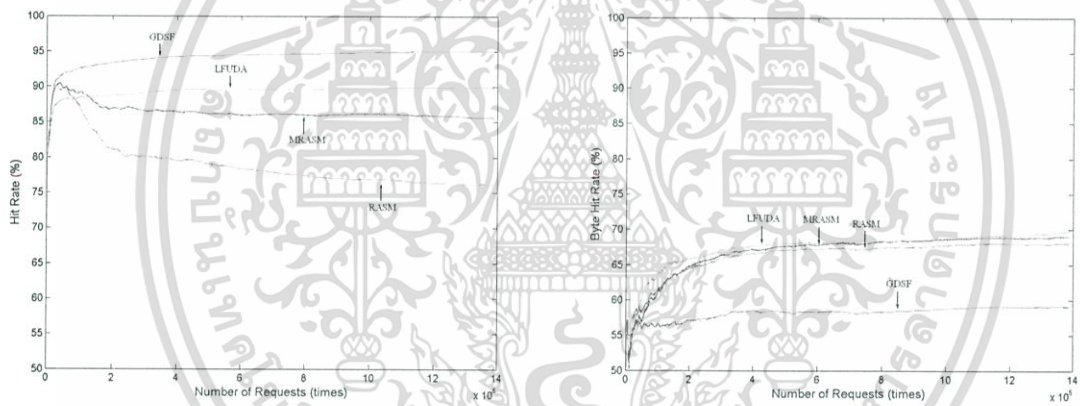 100
95
90
85
80
75
70
65
60
55
50
Hit Rate (%)
GDSF
LFUDA
MRASM
RASM
0 2 4 6 8 10 12 14
Number of Requests (times)
100
95
90
85
80
75
70
65
60
55
50
Byte Hit Rate (%)
LFUDA MRASM RASM
GDSF
0 2 4 6 8 10 12 14
Number of Requests (times)